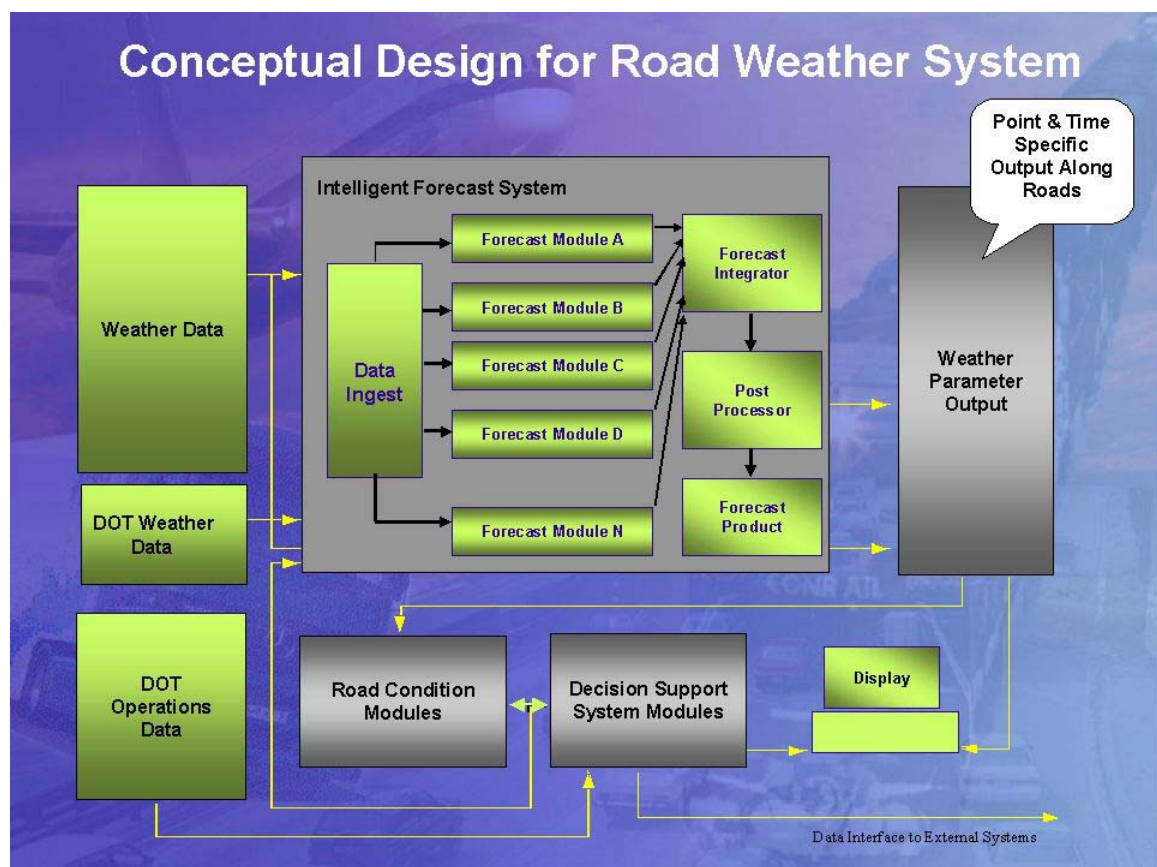 Conceptual Design for Road Weather System
Point & Time
Specific
Output Along
Roads
Intelligent Forecast System
Weather Data
DOT Weather
Data
DOT
Operations
Data
Data
Ingest
Forecast Module A
Forecast Module B
Forecast Module C
Forecast Module D
Forecast Module N
Forecast
Integrator
Post
Processor
Forecast
Product
Weather
Parameter
Output
Road Condition
Modules
Decision Support
System Modules
Display
Data Interface to External Systems